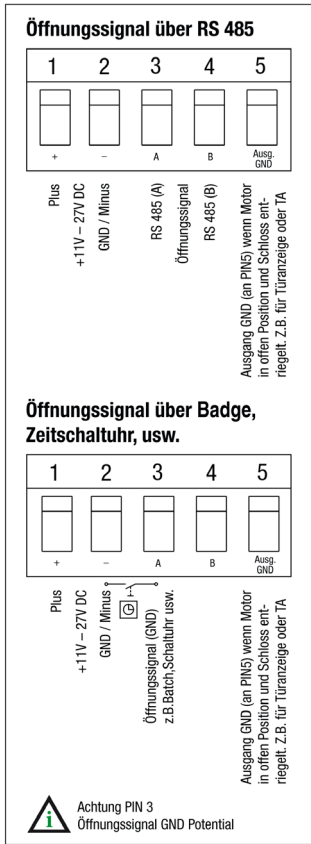 Öffnungssignal über RS 485
1 2 3 4 5
+ – A B Ausg.
GND
Plus
+11V – 27V DC
GND / Minus
RS 485 (A)
Öffnungssignal
RS 485 (B)
Ausgang GND (an PIN5) wenn Motor
in offen Position und Schloss ent-
riegelt. Z.B. für Türanzeige oder TA
Öffnungssignal über Badge,
Zeitschaltuhr, usw.
1 2 3 4 5
+ – A B Ausg.
GND
Plus
+11V – 27V DC
GND / Minus
Öffnungssignal (GND)
z.B.Batch,Schaltuhr usw.
Ausgang GND (an PIN5) wenn Motor
in offen Position und Schloss ent-
riegelt. Z.B. für Türanzeige oder TA
i
Achtung PIN 3
Öffnungssignal GND Potential